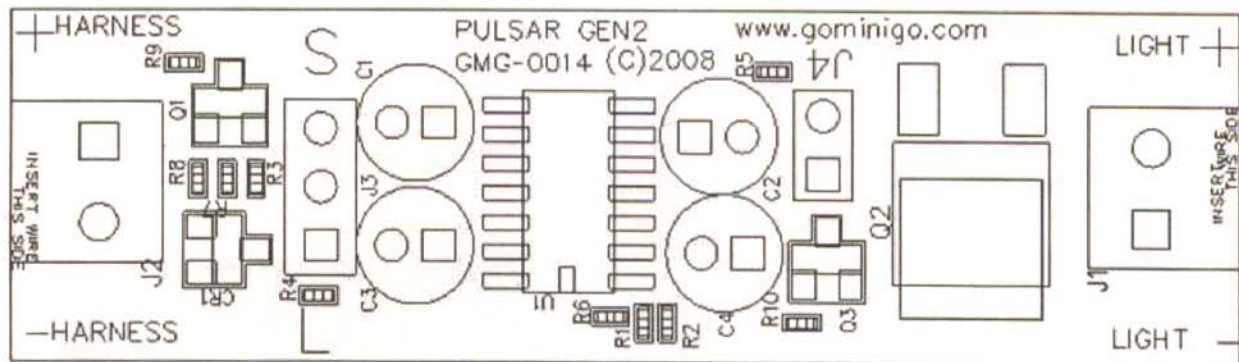 +HARNESS
PULSAR GEN2
GMG-0014 (C)2008
www.gominigo.com
LIGHT +
S
J4
R9
C1
R5
Q1
INSERT WIRE
THIS SIDE
R8
R7
R3
J3
C2
Q2
INSERT WIRE
THIS SIDE
J2
CR1
R4
C3
U1
R6
R1
R2
C4
R10
Q3
J1
-HARNESS
L
LIGHT -